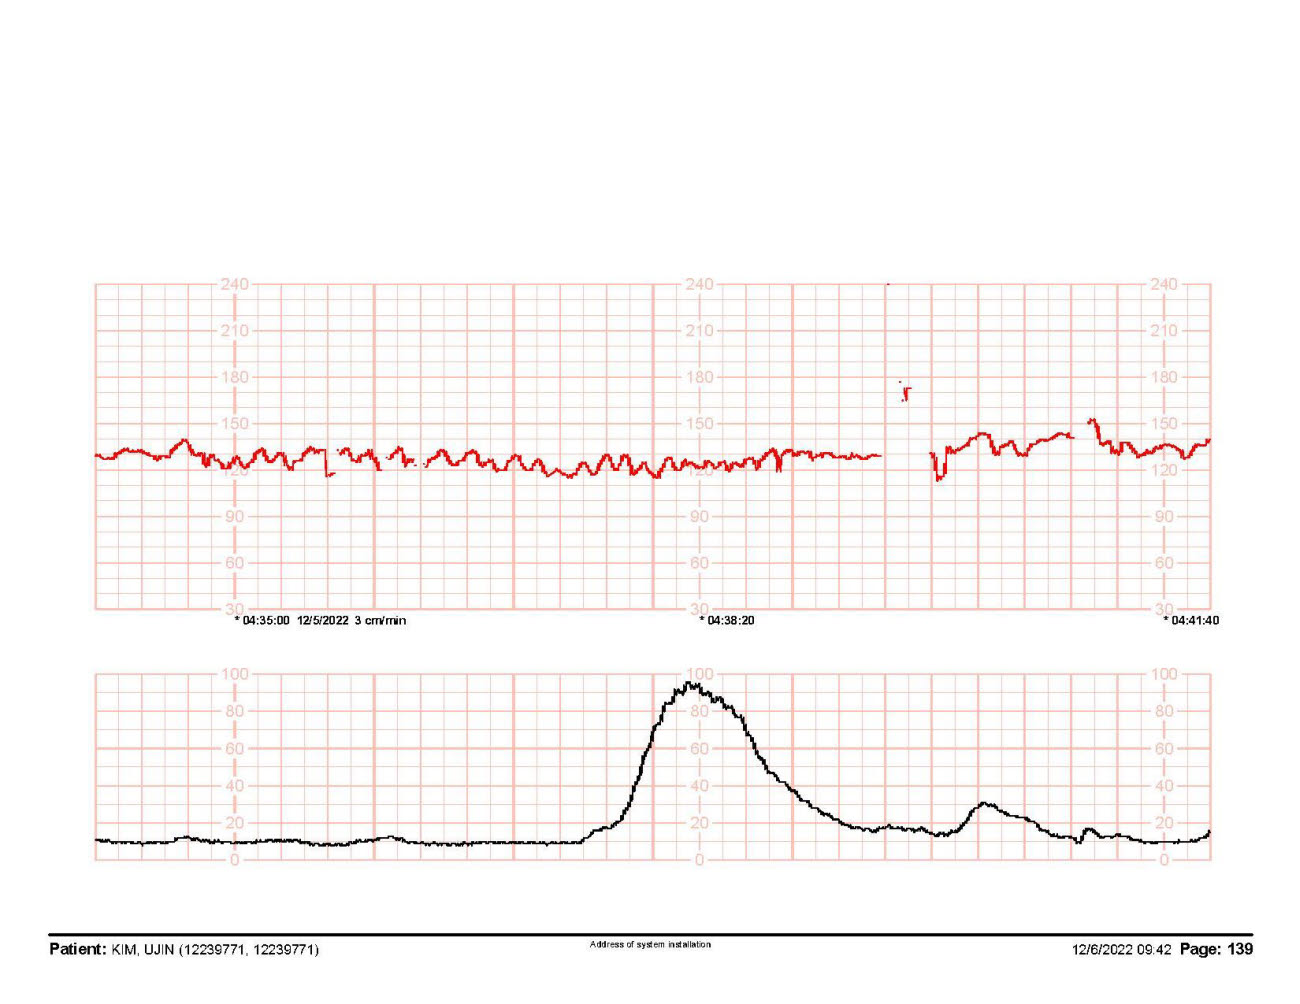 240 240 240
210 210 210
180 180 180
150 150 150
120 120 120
90 90 90
60 60 60
30 30 30
* 04:35:00 12/5/2022 3 cm/min * 04:38:20 * 04:41:40
100 100 100
80 80 80
60 60 60
40 40 40
20 20 20
0 0 0
Patient: KIM, UJIN (12239771, 12239771) Address of system installation 12/6/2022 09:42 Page: 139